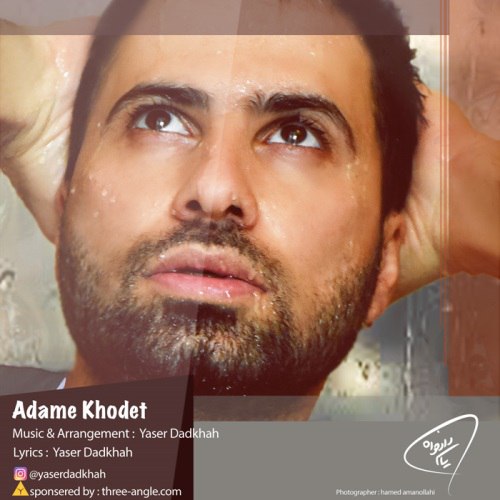 Adame Khodet
Music & Arrangement : Yaser Dadkhah
Lyrics : Yaser Dadkhah
@yaserdadkhah
sponsered by : three-angle.com
Photographer : hamed amanollahi